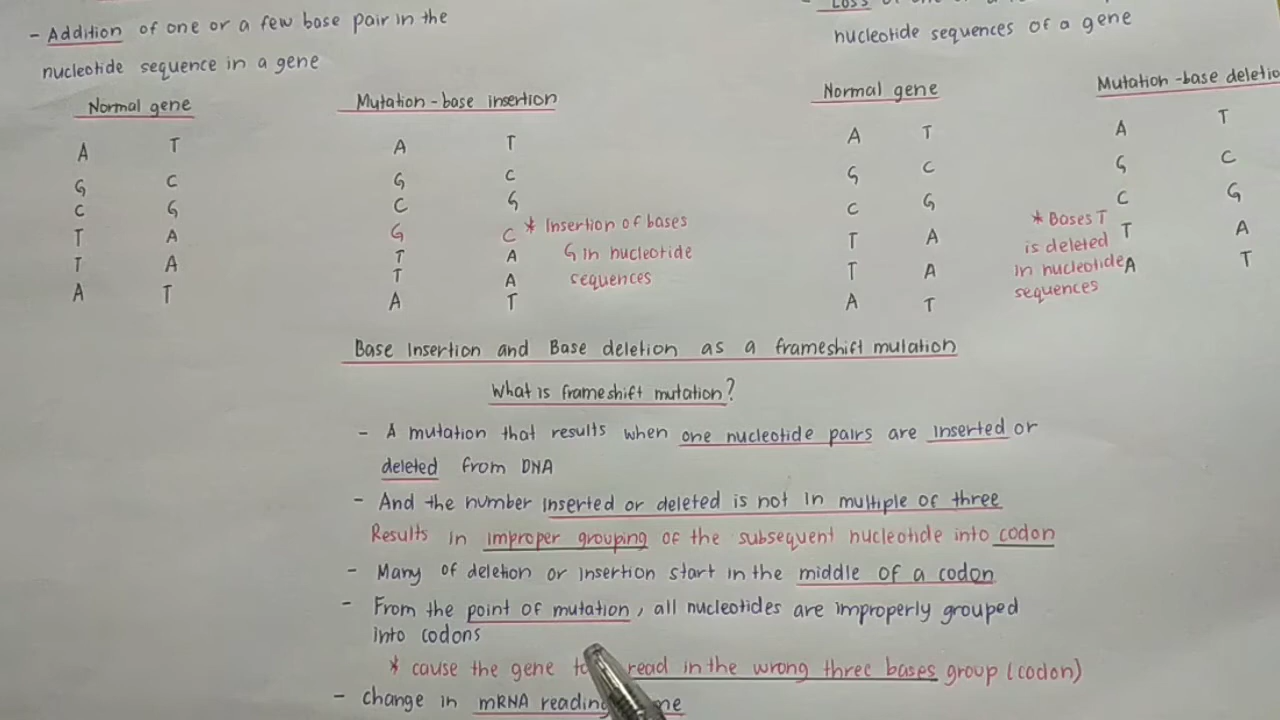 - Addition of one or a few base pair in the
nucleotide sequence in a gene
Normal gene
A T
G C
C G
T A
T A
A T
Mutation - base insertion
A T
G C
C G
G C
T A
T A
A T
* Insertion of bases
G in nucleotide
sequences
nucleotide sequences of a gene
Normal gene
A T
G C
C G
T A
T A
A T
Mutation - base deletio
A T
G C
C G
T A
A T
* Bases T
is deleted
in nucleotide
sequences
Base Insertion and Base deletion as a frameshift mulation
What is frameshift mutation?
- A mutation that results when one nucleotide pairs are inserted or
deleted from DNA
- And the number inserted or deleted is not in multiple of three
Results in improper grouping of the subsequent nucleotide into codon
- Many of deletion or insertion start in the middle of a codon
- From the point of mutation, all nucleotides are improperly grouped
into codons
* cause the gene read in the wrong three bases group (codon)
- change in mRNA reading